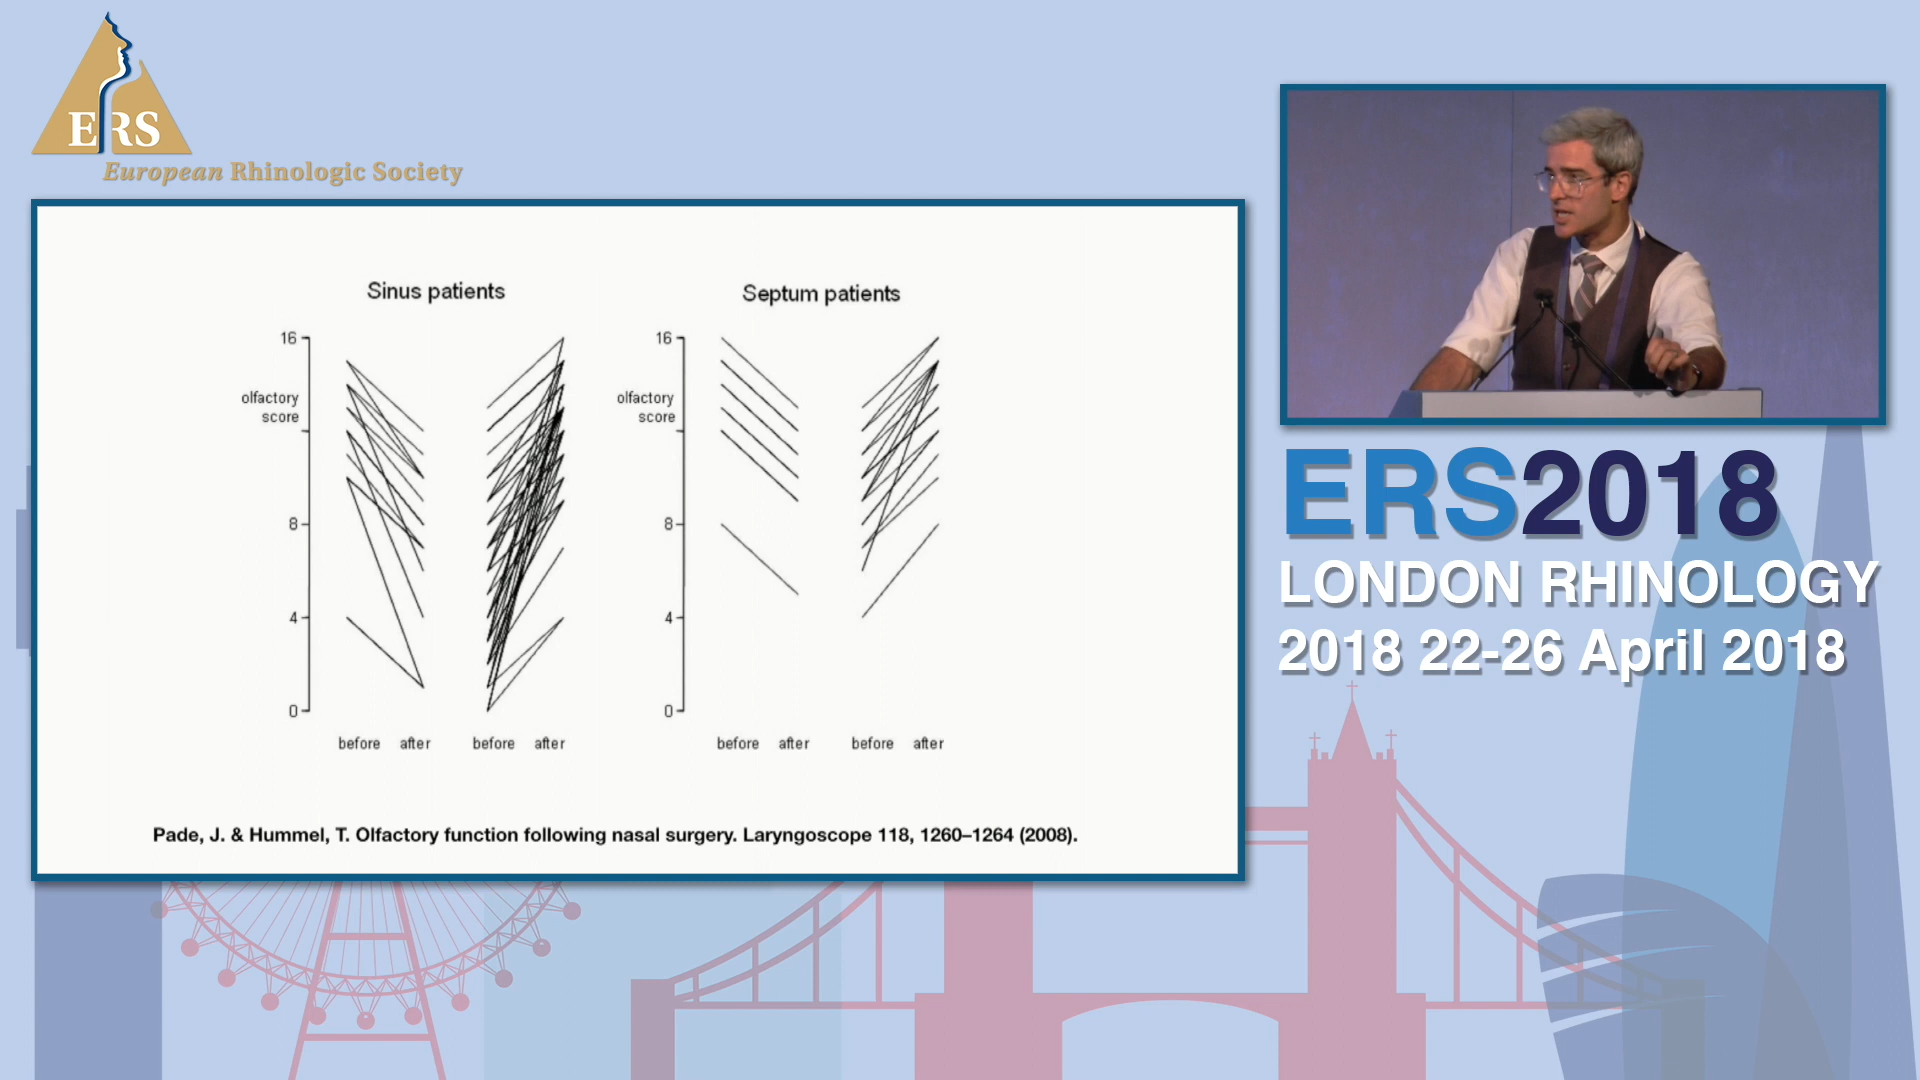 ERS
European Rhinologic Society
Sinus patients
Septum patients
16
olfactory
score
8
4
0
before after before after
16
olfactory
score
8
4
0
before after before after
Pade, J. & Hummel, T. Olfactory function following nasal surgery. Laryngoscope 118, 1260–1264 (2008).
ERS2018
LONDON RHINOLOGY
2018 22-26 April 2018